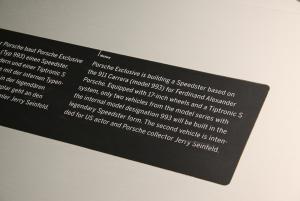 er Porsche baut Porsche Exclusive
(Typ 993) einen Speedster.
dern und einer Tiptronic S
s mit der internen Typen-
n der legendären
plar geht an den
mler Jerry Seinfeld.
Porsche Exclusive is building a Speedster based on
the 911 Carrera (model 993) for Ferdinand Alexander
Porsche. Equipped with 17-inch wheels and a Tiptronic S
system, only two vehicles from the model series with
the internal model designation 993 will be built in the
legendary Speedster form. The second vehicle is inten-
ded for US actor and Porsche collector Jerry Seinfeld.